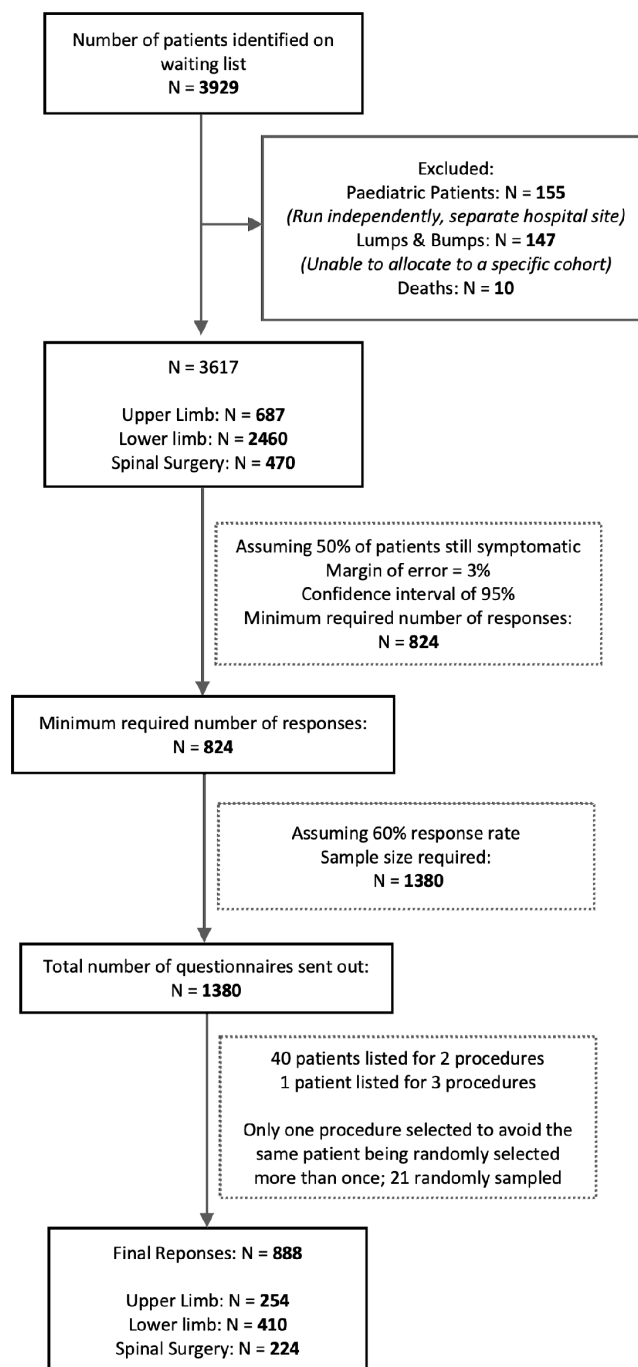 Number of patients identified on
waiting list
N = 3929
Excluded:
Paediatric Patients: N = 155
(Run independently, separate hospital site)
Lumps & Bumps: N = 147
(Unable to allocate to a specific cohort)
Deaths: N = 10
N = 3617
Upper Limb: N = 687
Lower limb: N = 2460
Spinal Surgery: N = 470
Assuming 50% of patients still symptomatic
Margin of error = 3%
Confidence interval of 95%
Minimum required number of responses:
N = 824
Minimum required number of responses:
N = 824
Assuming 60% response rate
Sample size required:
N = 1380
Total number of questionnaires sent out:
N = 1380
40 patients listed for 2 procedures
1 patient listed for 3 procedures
Only one procedure selected to avoid the
same patient being randomly selected
more than once; 21 randomly sampled
Final Reponses: N = 888
Upper Limb: N = 254
Lower limb: N = 410
Spinal Surgery: N = 224